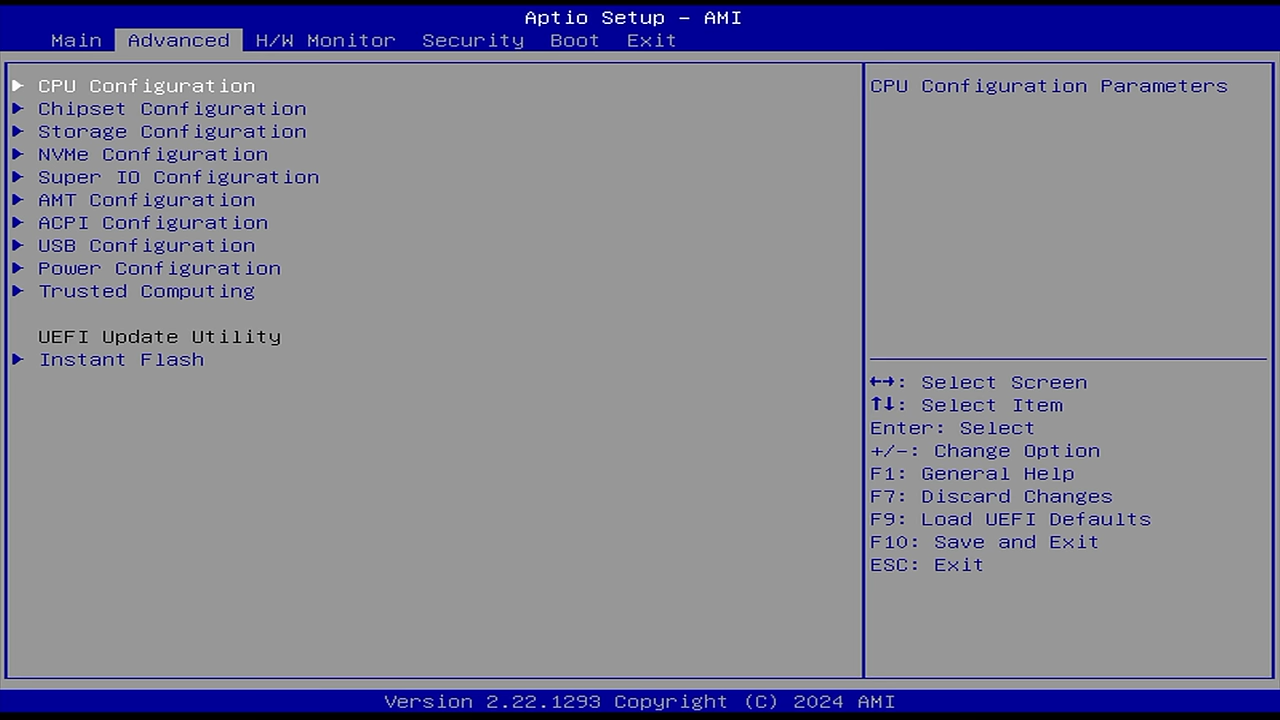 Aptio Setup – AMI
Main Advanced H/W Monitor Security Boot Exit
CPU Configuration
Chipset Configuration
Storage Configuration
NVMe Configuration
Super IO Configuration
AMT Configuration
ACPI Configuration
USB Configuration
Power Configuration
Trusted Computing
UEFI Update Utility
Instant Flash
CPU Configuration Parameters
←→: Select Screen
↑↓: Select Item
Enter: Select
+/-: Change Option
F1: General Help
F7: Discard Changes
F9: Load UEFI Defaults
F10: Save and Exit
ESC: Exit
Version 2.22.1293 Copyright (C) 2024 AMI